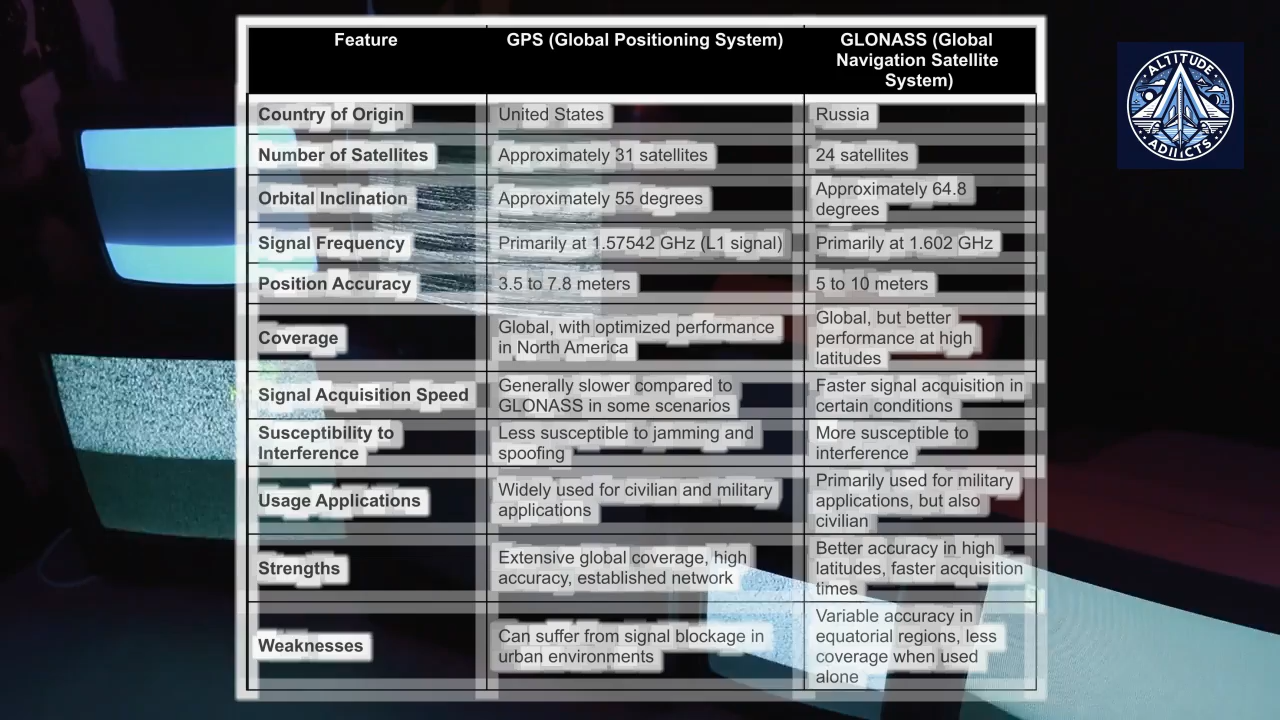 Feature
GPS (Global Positioning System)
GLONASS (Global
Navigation Satellite
System)
Country of Origin
United States
Russia
Number of Satellites
Approximately 31 satellites
24 satellites
Orbital Inclination
Approximately 55 degrees
Approximately 64.8
degrees
Signal Frequency
Primarily at 1.57542 GHz (L1 signal)
Primarily at 1.602 GHz
Position Accuracy
3.5 to 7.8 meters
5 to 10 meters
Coverage
Global, with optimized performance
in North America
Global, but better
performance at high
latitudes
Signal Acquisition Speed
Generally slower compared to
GLONASS in some scenarios
Faster signal acquisition in
certain conditions
Susceptibility to
Interference
Less susceptible to jamming and
spoofing
More susceptible to
interference
Usage Applications
Widely used for civilian and military
applications
Primarily used for military
applications, but also
civilian
Strengths
Extensive global coverage, high
accuracy, established network
Better accuracy in high
latitudes, faster acquisition
times
Weaknesses
Can suffer from signal blockage in
urban environments
Variable accuracy in
equatorial regions, less
coverage when used
alone
ALTITUDE
ADIICTS